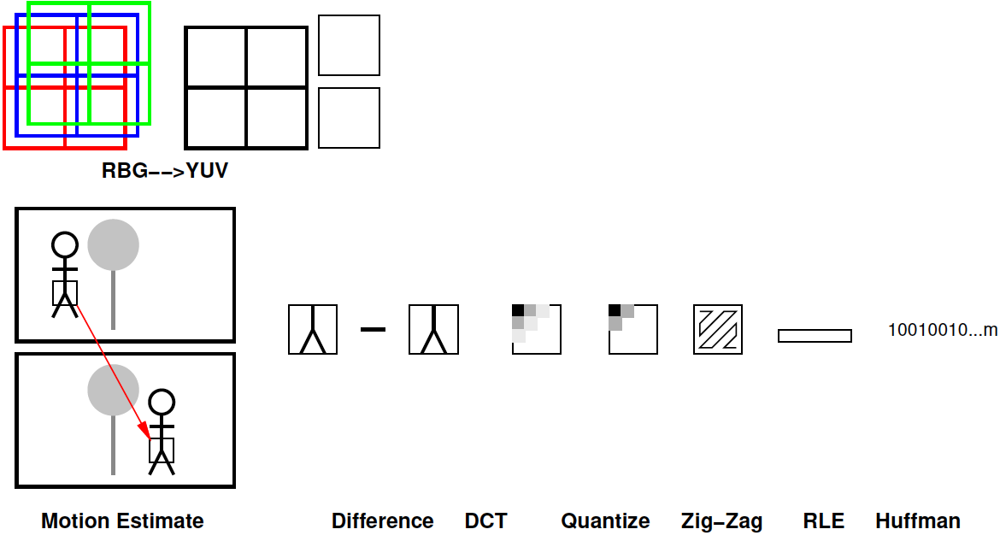 RBG-->YUV
10010010...m
Motion Estimate
Difference
DCT
Quantize
Zig-Zag
RLE
Huffman